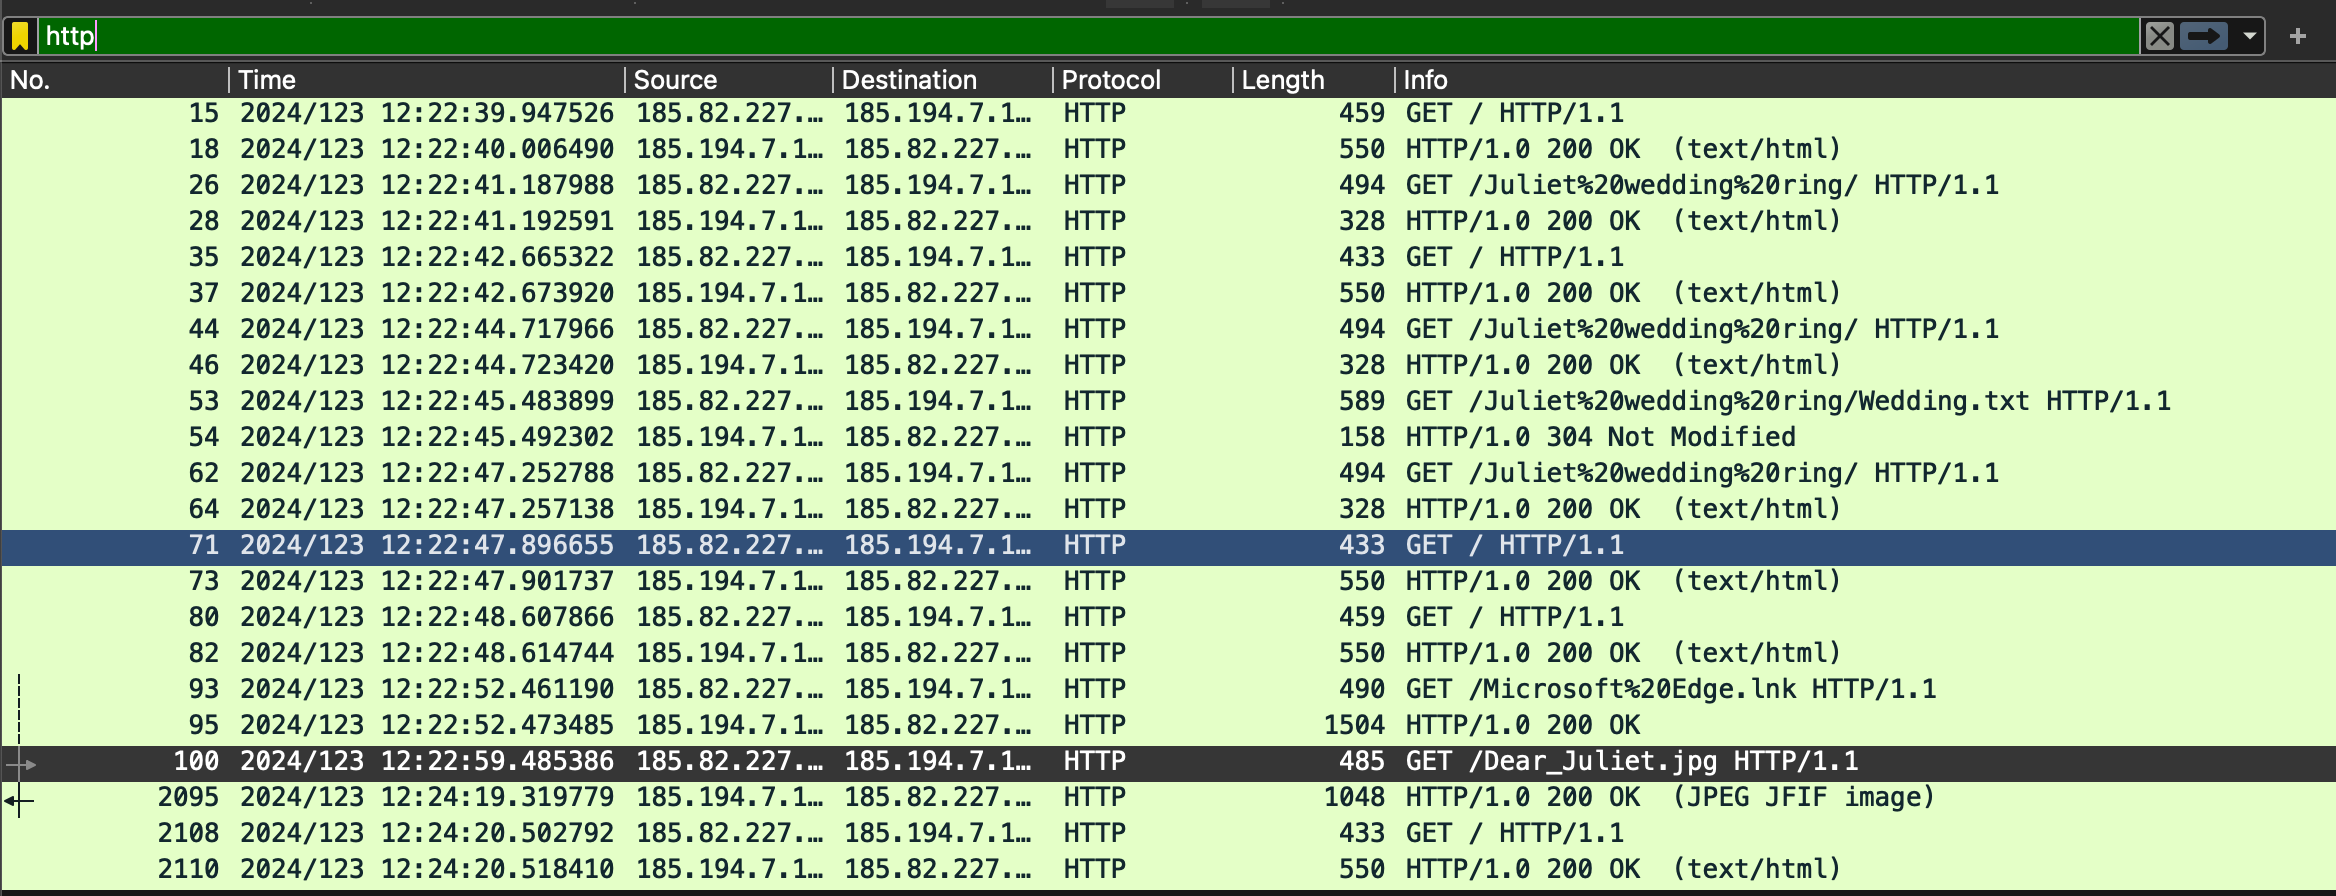 http
No. Time Source Destination Protocol Length Info
15 2024/123 12:22:39.947526 185.82.227.… 185.194.7.1… HTTP 459 GET / HTTP/1.1
18 2024/123 12:22:40.006490 185.194.7.1… 185.82.227.… HTTP 550 HTTP/1.0 200 OK (text/html)
26 2024/123 12:22:41.187988 185.82.227.… 185.194.7.1… HTTP 494 GET /Juliet%20wedding%20ring/ HTTP/1.1
28 2024/123 12:22:41.192591 185.194.7.1… 185.82.227.… HTTP 328 HTTP/1.0 200 OK (text/html)
35 2024/123 12:22:42.665322 185.82.227.… 185.194.7.1… HTTP 433 GET / HTTP/1.1
37 2024/123 12:22:42.673920 185.194.7.1… 185.82.227.… HTTP 550 HTTP/1.0 200 OK (text/html)
44 2024/123 12:22:44.717966 185.82.227.… 185.194.7.1… HTTP 494 GET /Juliet%20wedding%20ring/ HTTP/1.1
46 2024/123 12:22:44.723420 185.194.7.1… 185.82.227.… HTTP 328 HTTP/1.0 200 OK (text/html)
53 2024/123 12:22:45.483899 185.82.227.… 185.194.7.1… HTTP 589 GET /Juliet%20wedding%20ring/Wedding.txt HTTP/1.1
54 2024/123 12:22:45.492302 185.194.7.1… 185.82.227.… HTTP 158 HTTP/1.0 304 Not Modified
62 2024/123 12:22:47.252788 185.82.227.… 185.194.7.1… HTTP 494 GET /Juliet%20wedding%20ring/ HTTP/1.1
64 2024/123 12:22:47.257138 185.194.7.1… 185.82.227.… HTTP 328 HTTP/1.0 200 OK (text/html)
71 2024/123 12:22:47.896655 185.82.227.… 185.194.7.1… HTTP 433 GET / HTTP/1.1
73 2024/123 12:22:47.901737 185.194.7.1… 185.82.227.… HTTP 550 HTTP/1.0 200 OK (text/html)
80 2024/123 12:22:48.607866 185.82.227.… 185.194.7.1… HTTP 459 GET / HTTP/1.1
82 2024/123 12:22:48.614744 185.194.7.1… 185.82.227.… HTTP 550 HTTP/1.0 200 OK (text/html)
93 2024/123 12:22:52.461190 185.82.227.… 185.194.7.1… HTTP 490 GET /Microsoft%20Edge.lnk HTTP/1.1
95 2024/123 12:22:52.473485 185.194.7.1… 185.82.227.… HTTP 1504 HTTP/1.0 200 OK
100 2024/123 12:22:59.485386 185.82.227.… 185.194.7.1… HTTP 485 GET /Dear_Juliet.jpg HTTP/1.1
2095 2024/123 12:24:19.319779 185.194.7.1… 185.82.227.… HTTP 1048 HTTP/1.0 200 OK (JPEG JFIF image)
2108 2024/123 12:24:20.502792 185.82.227.… 185.194.7.1… HTTP 433 GET / HTTP/1.1
2110 2024/123 12:24:20.518410 185.194.7.1… 185.82.227.… HTTP 550 HTTP/1.0 200 OK (text/html)